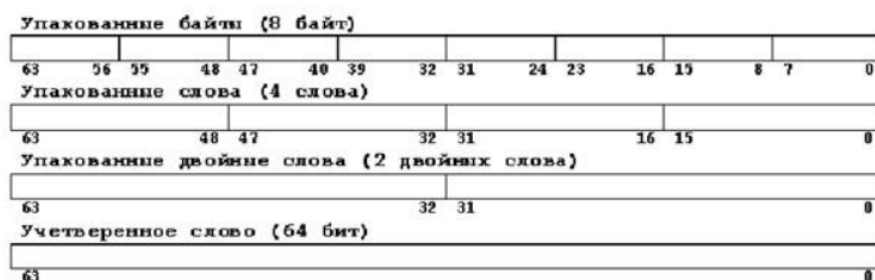 Упакованные байты (8 байт)
63 56 55 48 47 40 39 32 31 24 23 16 15 8 7 0
Упакованные слова (4 слова)
63 48 47 32 31 16 15 0
Упакованные двойные слова (2 двойных слова)
63 32 31 0
Учетверенное слово (64 бит)
63 0